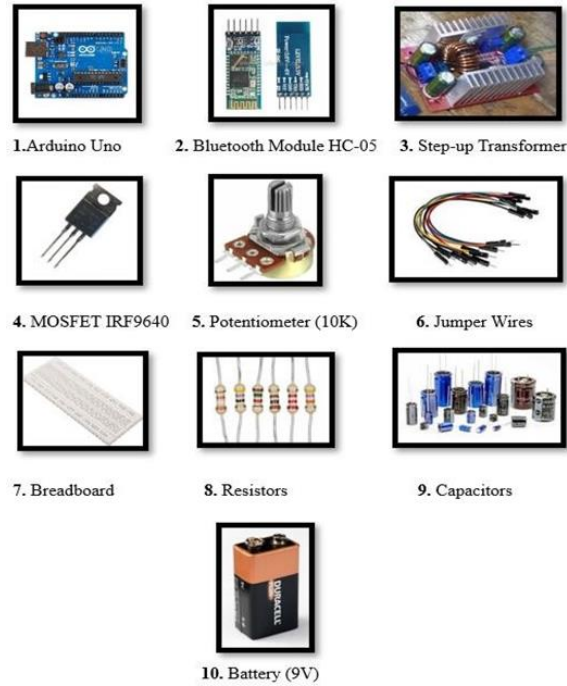 1.Arduino Uno
2. Bluetooth Module HC-05
3. Step-up Transformer
4. MOSFET IRF9640
5. Potentiometer (10K)
6. Jumper Wires
7. Breadboard
8. Resistors
9. Capacitors
DURACELL
10. Battery (9V)